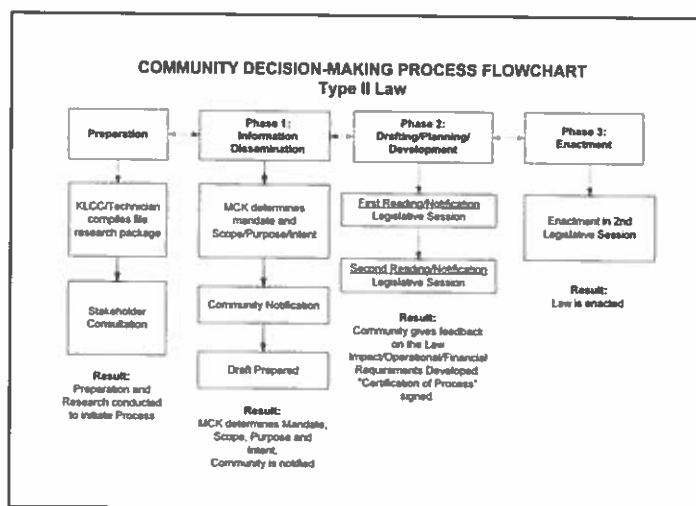 COMMUNITY DECISION-MAKING PROCESS FLOWCHART
Type II Law
Preparation
KLCC/Technician
compiles file
research package
Stakeholder
Consultation
Result:
Preparation and
Research conducted
to initiate Process
Phase 1:
Information
Dissemination
MCK determines
mandate and
Scope/Purpose/Intent
Community Notification
Draft Prepared
Result:
MCK determines Mandate,
Scope, Purpose and
Intent,
Community is notified
Phase 2:
Drafting/Planning/
Development
First Reading/Notification
Legislative Session
Second Reading/Notification
Legislative Session
Result:
Community gives feedback
on the Law
Impact/Operational/Financial
Requirements Developed
"Certification of Process"
signed
Phase 3:
Enactment
Enactment in 2nd
Legislative Session
Result:
Law is enacted